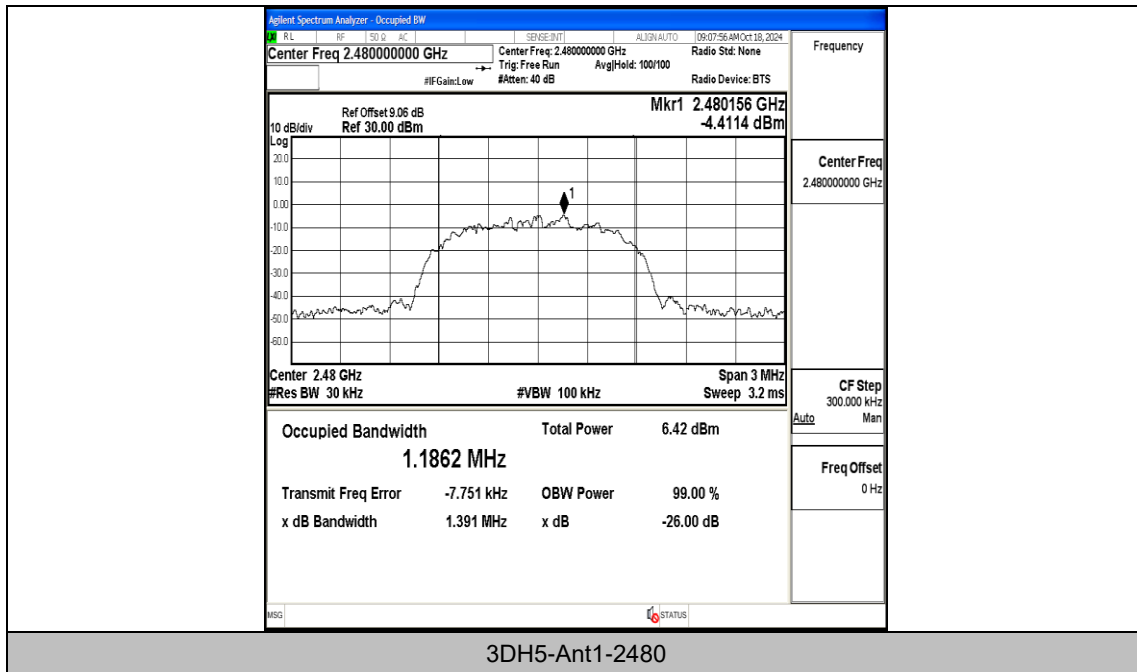 Agilent Spectrum Analyzer - Occupied BW
LXI RL RF 50 Ω AC SENSE:INT ALIGN AUTO 09:07:56 AM Oct 18, 2024
Center Freq 2.480000000 GHz Center Freq: 2.480000000 GHz Radio Std: None
Trig: Free Run Avg|Hold: 100/100
#IFGain:Low #Atten: 40 dB Radio Device: BTS
Frequency
Ref Offset 9.06 dB Mkr1 2.480156 GHz
10 dB/div Ref 30.00 dBm -4.4114 dBm
Log
20.0
10.0
0.00
-10.0
-20.0
-30.0
-40.0
-50.0
-60.0
1
Center 2.48 GHz Span 3 MHz
#Res BW 30 kHz #VBW 100 kHz Sweep 3.2 ms
Occupied Bandwidth Total Power 6.42 dBm
1.1862 MHz
Transmit Freq Error -7.751 kHz OBW Power 99.00 %
x dB Bandwidth 1.391 MHz x dB -26.00 dB
Center Freq
2.480000000 GHz
CF Step
300.000 kHz
Auto Man
Freq Offset
0 Hz
MSG STATUS
3DH5-Ant1-2480